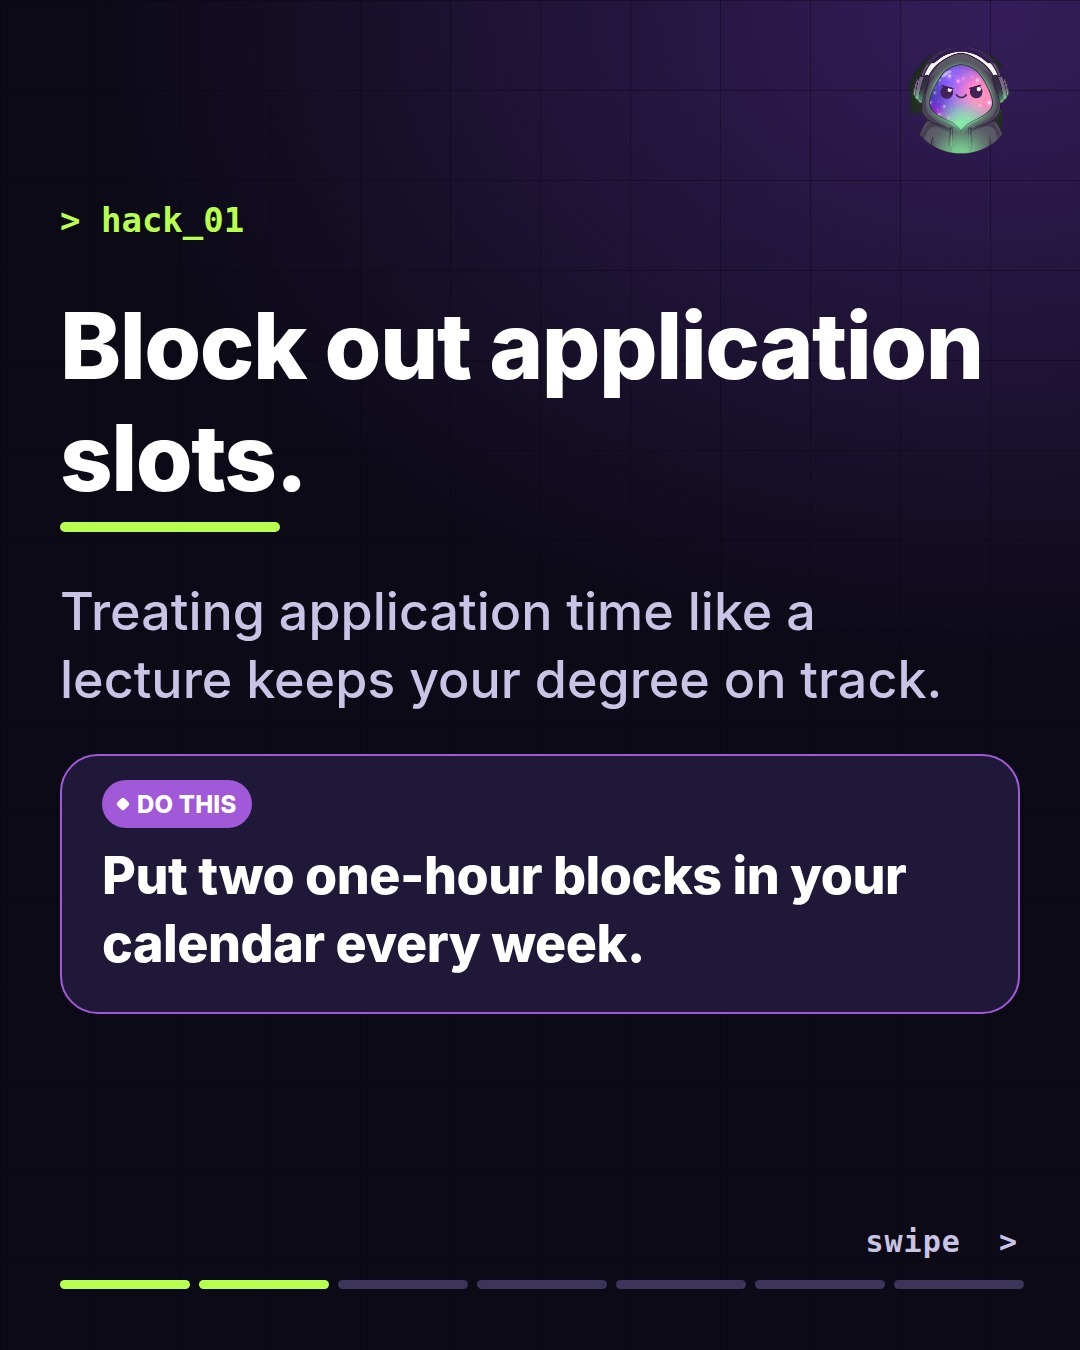 > hack_01
Block out application
slots.
Treating application time like a
lecture keeps your degree on track.
DO THIS
Put two one-hour blocks in your
calendar every week.
swipe >